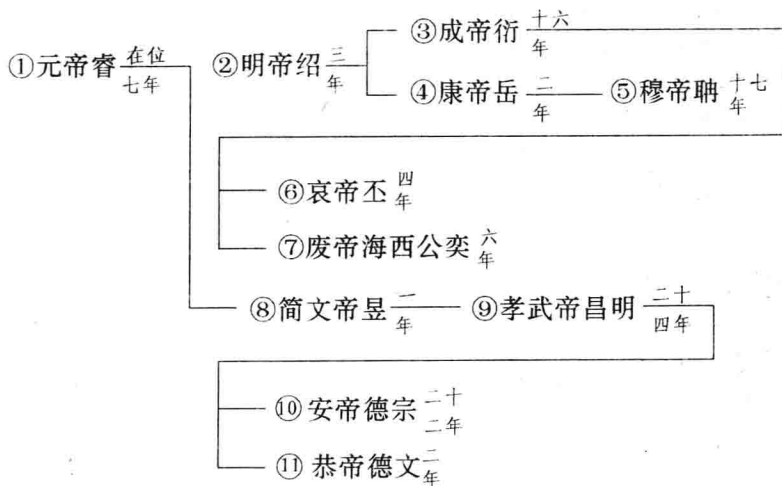 ③成帝衍 十六年
①元帝睿 在位七年 ②明帝绍 三年
④康帝岳 二年 ⑤穆帝聃 十七年
⑥哀帝丕 四年
⑦废帝海西公奕 六年
⑧简文帝昱 一年 ⑨孝武帝昌明 二十四年
⑩安帝德宗 二十二年
⑪恭帝德文 二年